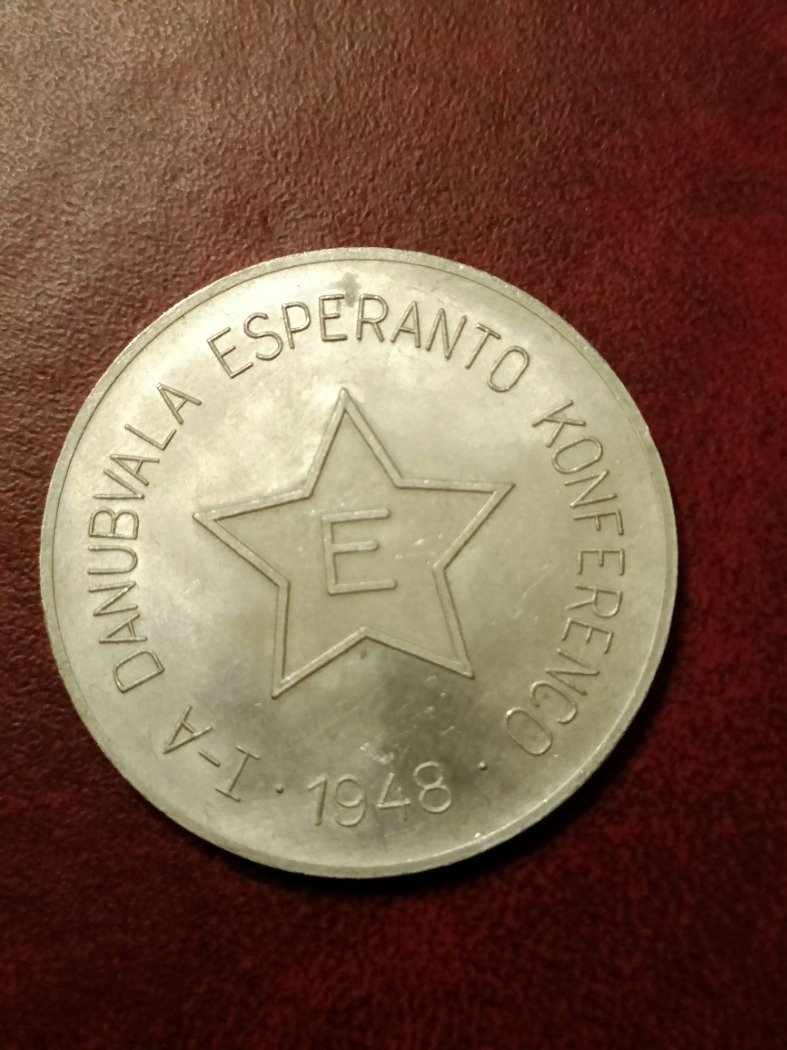 I-A DANUBVALA ESPERANTO KONFERENCO
· 1948 ·
E